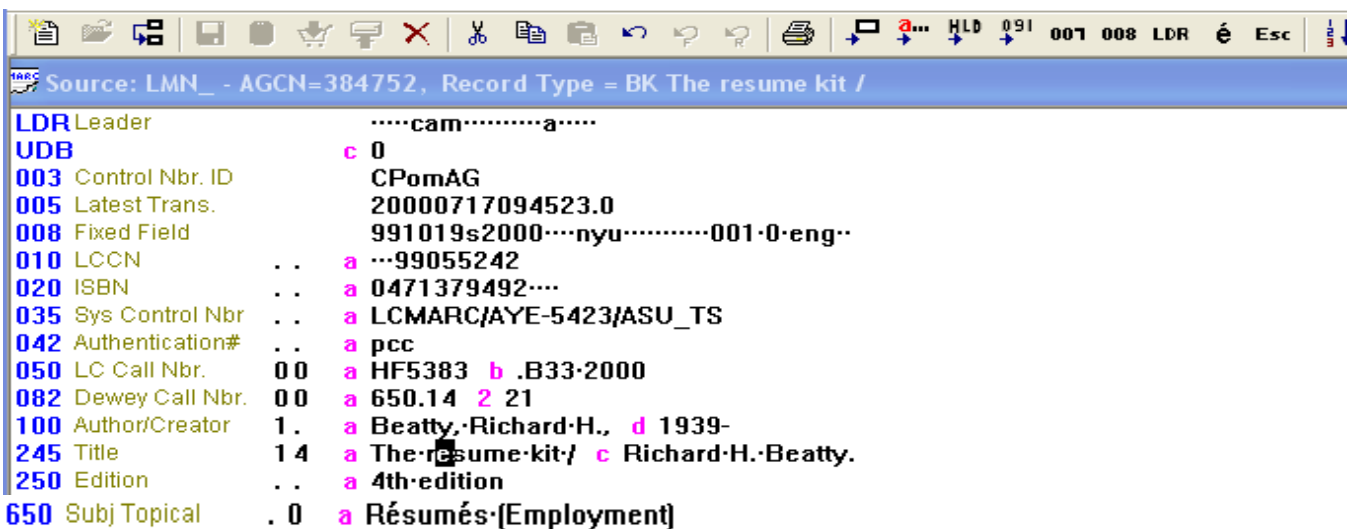 a... HLD 091 007 008 LDR é Esc
MARC Source: LMN_ - AGCN=384752, Record Type = BK The resume kit /
LDR Leader ·····cam··········a·····
UDB c 0
003 Control Nbr. ID CPomAG
005 Latest Trans. 20000717094523.0
008 Fixed Field 991019s2000····nyu···········001·0·eng··
010 LCCN . . a ···99055242
020 ISBN . . a 0471379492····
035 Sys Control Nbr . . a LCMARC/AYE-5423/ASU_TS
042 Authentication# . . a pcc
050 LC Call Nbr. 0 0 a HF5383 b .B33·2000
082 Dewey Call Nbr. 0 0 a 650.14 2 21
100 Author/Creator 1 . a Beatty,·Richard·H., d 1939-
245 Title 1 4 a The·resume·kit·/ c Richard·H.·Beatty.
250 Edition . . a 4th·edition
650 Subj Topical . 0 a Résumés·(Employment)